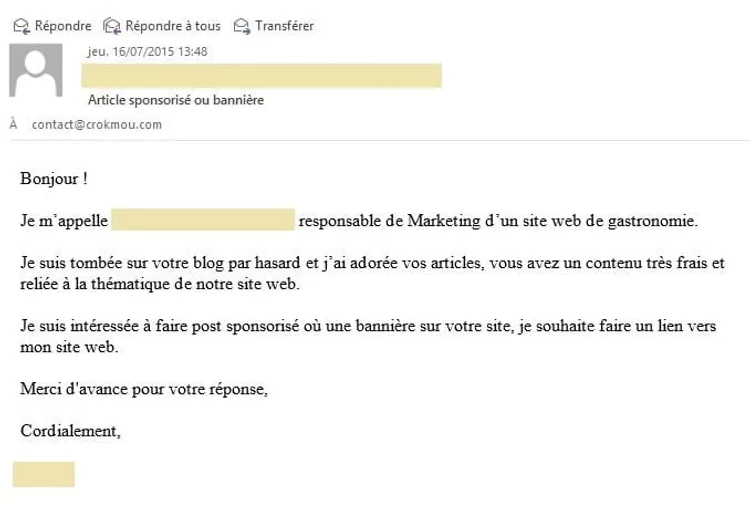 Répondre Répondre à tous Transférer
jeu. 16/07/2015 13:48
Article sponsorisé ou bannière
À contact@crokmou.com
Bonjour !
Je m’appelle responsable de Marketing d’un site web de gastronomie.
Je suis tombée sur votre blog par hasard et j’ai adorée vos articles, vous avez un contenu très frais et
reliée à la thématique de notre site web.
Je suis intéressée à faire post sponsorisé où une bannière sur votre site, je souhaite faire un lien vers
mon site web.
Merci d'avance pour votre réponse,
Cordialement,